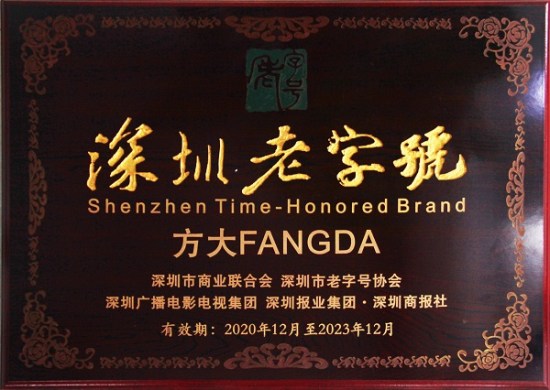 老字号
深圳老字號
Shenzhen Time-Honored Brand
方大FANGDA
深圳市商业联合会 深圳市老字号协会
深圳广播电影电视集团 深圳报业集团·深圳商报社
有效期：2020年12月至2023年12月